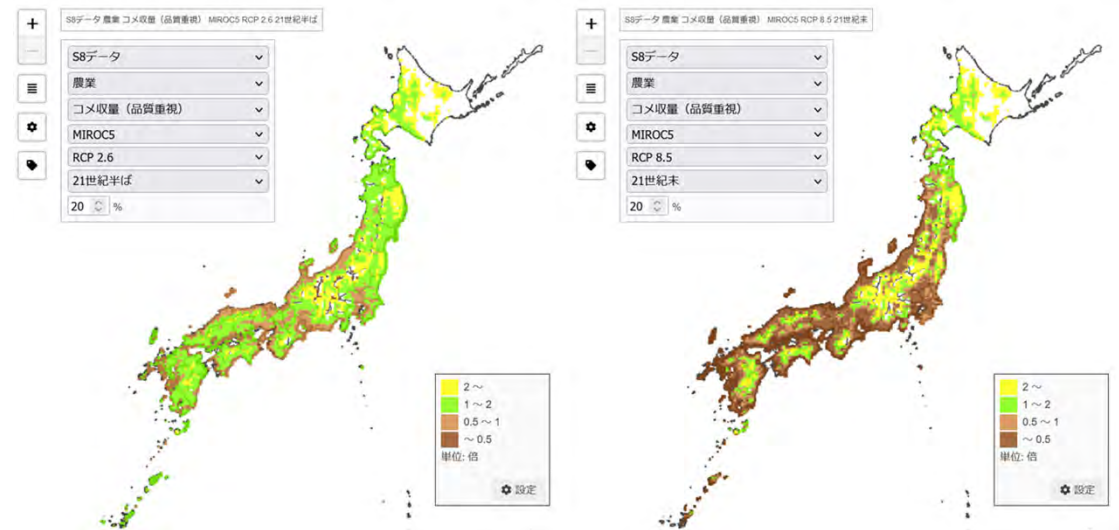 S8データ 農業 コメ収量（品質重視） MIROC5 RCP 2.6 21世紀半ば
S8データ
農業
コメ収量（品質重視）
MIROC5
RCP 2.6
21世紀半ば
20 %
2 ～
1 ～ 2
0.5 ～ 1
～ 0.5
単位: 倍
設定
S8データ 農業 コメ収量（品質重視） MIROC5 RCP 8.5 21世紀末
S8データ
農業
コメ収量（品質重視）
MIROC5
RCP 8.5
21世紀末
20 %
2 ～
1 ～ 2
0.5 ～ 1
～ 0.5
単位: 倍
設定